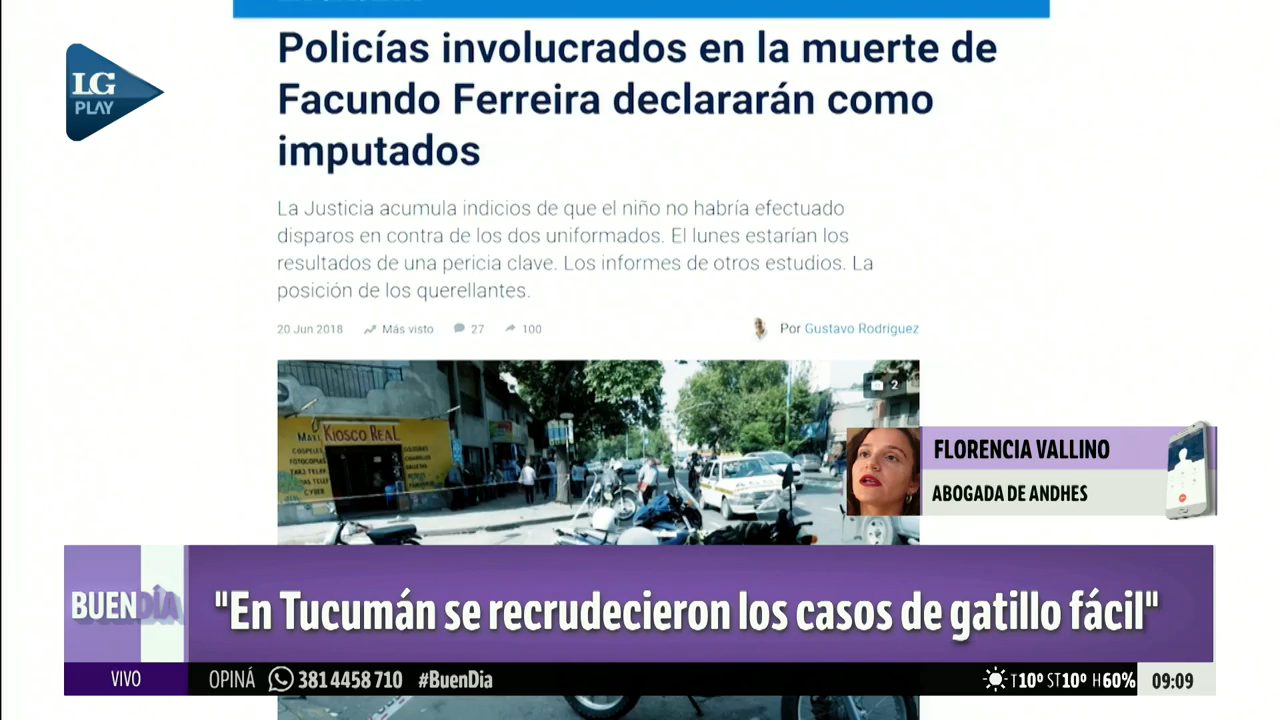 LG
PLAY
Policías involucrados en la muerte de
Facundo Ferreira declararán como
imputados
La Justicia acumula indicios de que el niño no habría efectuado
disparos en contra de los dos uniformados. El lunes estarían los
resultados de una pericia clave. Los informes de otros estudios. La
posición de los querellantes.
20 Jun 2018 Más visto 27 100 Por Gustavo Rodríguez
2
KIOSCO REAL
FOTOCOPIAS
CYBER
FLORENCIA VALLINO
ABOGADA DE ANDHES
BUENDÍA
"En Tucumán se recrudecieron los casos de gatillo fácil"
VIVO OPINÁ 381 4458 710 #BuenDia T10º ST10º H60% 09:09